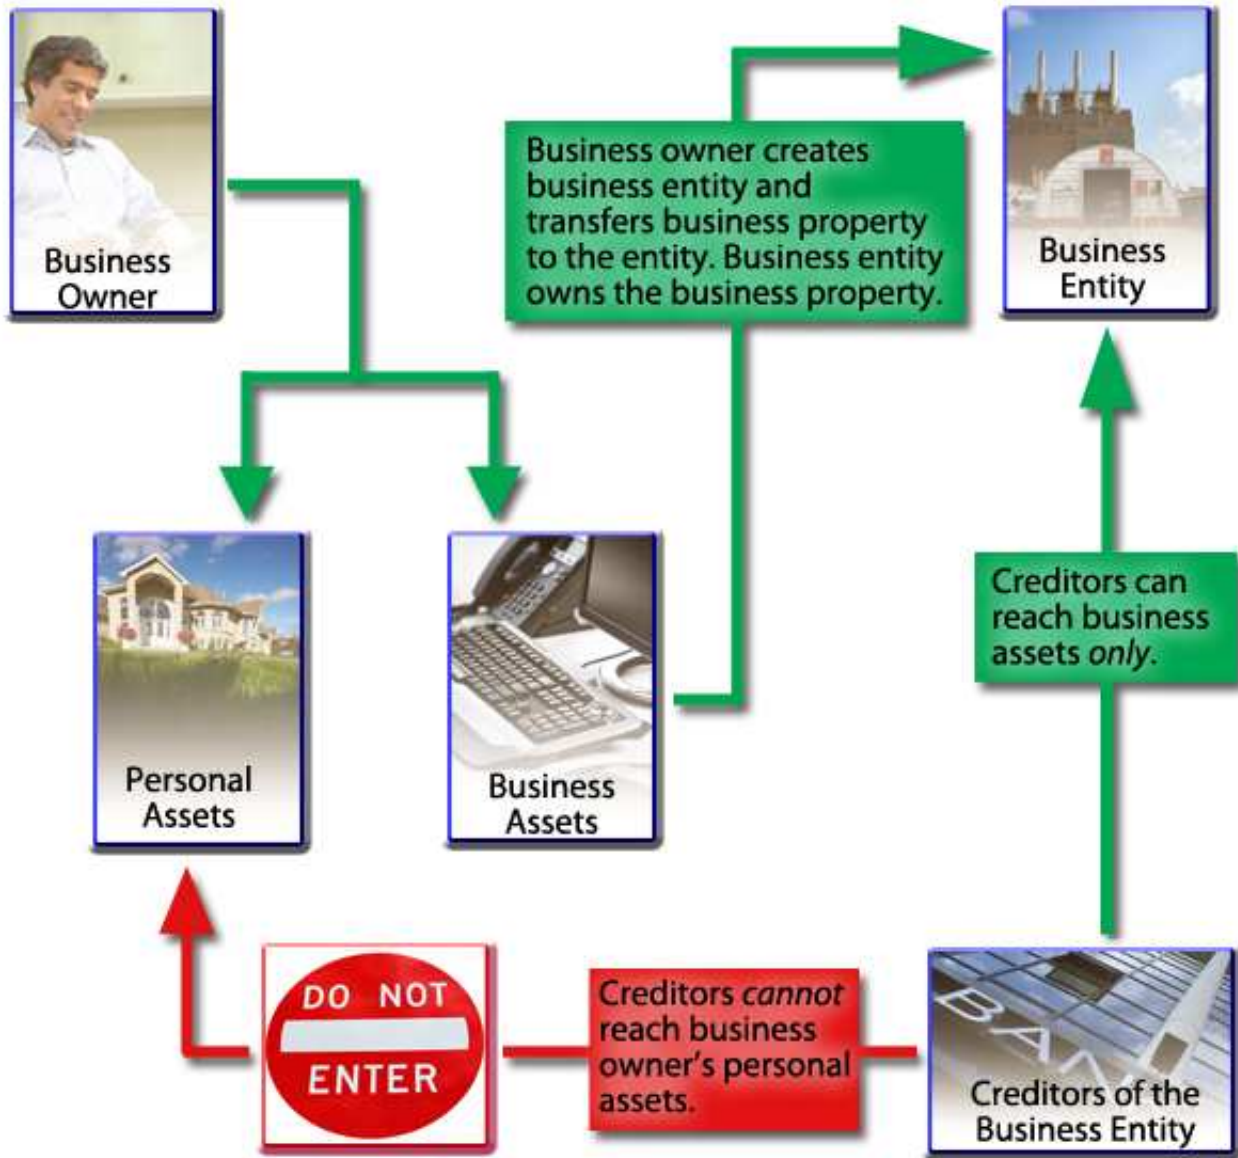 Business
Owner
Business owner creates
business entity and
transfers business property
to the entity. Business entity
owns the business property.
Business
Entity
Creditors can
reach business
assets only.
Personal
Assets
Business
Assets
DO NOT
ENTER
Creditors cannot
reach business
owner's personal
assets.
BANK
Creditors of the
Business Entity